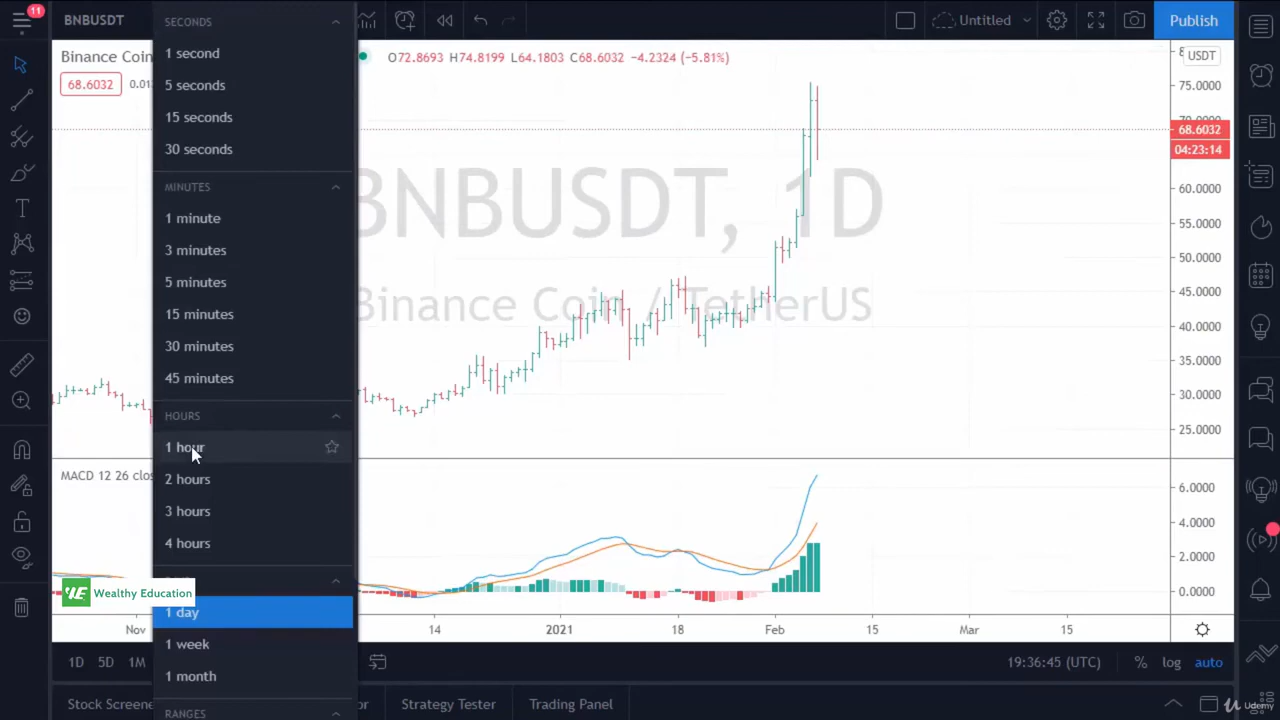 11
BNBUSDT
Untitled
Publish
Binance Coin
O72.8693 H74.8199 L64.1803 C68.6032 −4.2324 (−5.81%)
USDT
68.6032
SECONDS
1 second
5 seconds
15 seconds
30 seconds
MINUTES
1 minute
3 minutes
5 minutes
15 minutes
30 minutes
45 minutes
HOURS
1 hour
2 hours
3 hours
4 hours
1 day
1 week
1 month
RANGES
BNBUSDT, 1D
Binance Coin / TetherUS
75.0000
70.0000
68.6032
04:23:14
60.0000
55.0000
50.0000
45.0000
40.0000
35.0000
30.0000
25.0000
MACD 12 26
6.0000
4.0000
2.0000
0.0000
Wealthy Education
Nov
14
2021
18
Feb
15
Mar
15
1D 5D 1M
19:36:45 (UTC)
% log auto
Stock
Strategy Tester
Trading Panel
Udemy